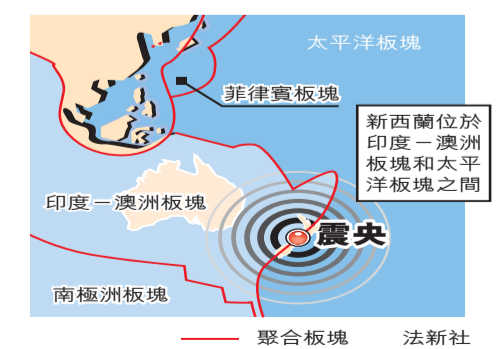 太平洋板塊
菲律賓板塊
新西蘭位於
印度－澳洲
板塊和太平
洋板塊之間
印度－澳洲板塊
震央
南極洲板塊
聚合板塊
法新社